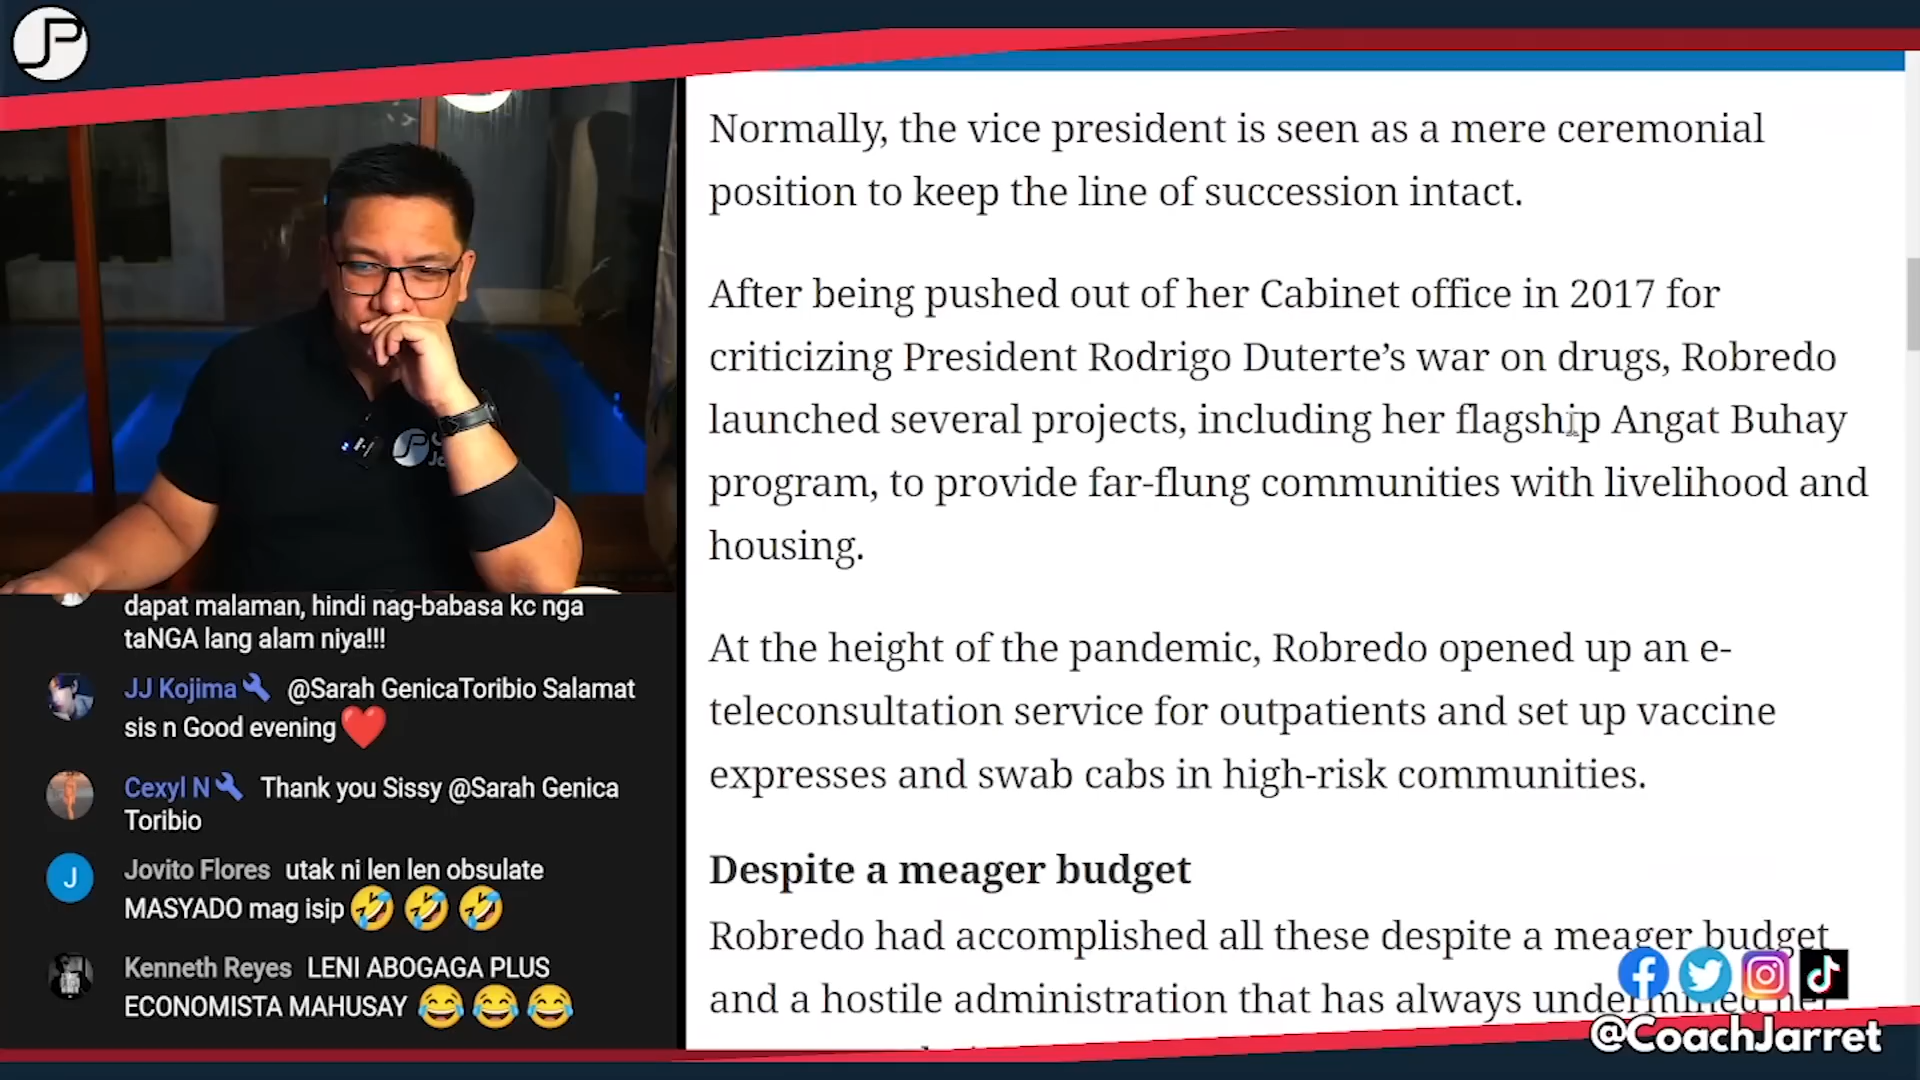 JP
Normally, the vice president is seen as a mere ceremonial
position to keep the line of succession intact.
After being pushed out of her Cabinet office in 2017 for
criticizing President Rodrigo Duterte’s war on drugs, Robredo
launched several projects, including her flagship Angat Buhay
program, to provide far-flung communities with livelihood and
housing.
At the height of the pandemic, Robredo opened up an e-
teleconsultation service for outpatients and set up vaccine
expresses and swab cabs in high-risk communities.
Despite a meager budget
Robredo had accomplished all these despite a meager budget
and a hostile administration that has always undermined her
dapat malaman, hindi nag-babasa kc nga
taNGA lang alam niya!!!
JJ Kojima @Sarah GenicaToribio Salamat
sis n Good evening❤️
Cexyl N Thank you Sissy @Sarah Genica
Toribio
J
Jovito Flores utak ni len len obsulate
MASYADO mag isip🤣🤣🤣
Kenneth Reyes LENI ABOGAGA PLUS
ECONOMISTA MAHUSAY😂😂😂
@CoachJarret